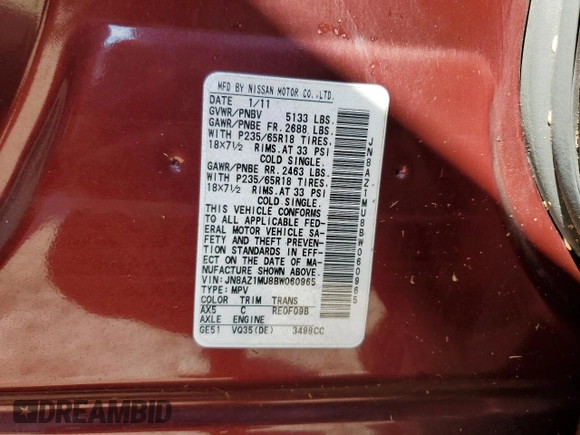 MFD BY NISSAN MOTOR CO.,LTD.
DATE 1/11
GVWR/PNBV 5133 LBS.
GAWR/PNBE FR. 2688 LBS.
WITH P235/65R18 TIRES.
18×7½ RIMS.AT 33 PSI
COLD SINGLE.
GAWR/PNBE RR. 2463 LBS.
WITH P235/65R18 TIRES.
18×7½ RIMS.AT 33 PSI
COLD SINGLE.
THIS VEHICLE CONFORMS
TO ALL APPLICABLE FED-
ERAL MOTOR VEHICLE SA-
FETY AND THEFT PREVEN-
TION STANDARDS IN EFF-
ECT ON THE DATE OF MA-
NUFACTURE SHOWN ABOVE.
VIN:JN8AZ1MU8BW060965
TYPE:MPV
COLOR TRIM TRANS
AX5 C RE0F09B
AXLE ENGINE
GE51 VQ35(DE) 3498CC
JN8AZ1MU8BW060965
DREAMBID